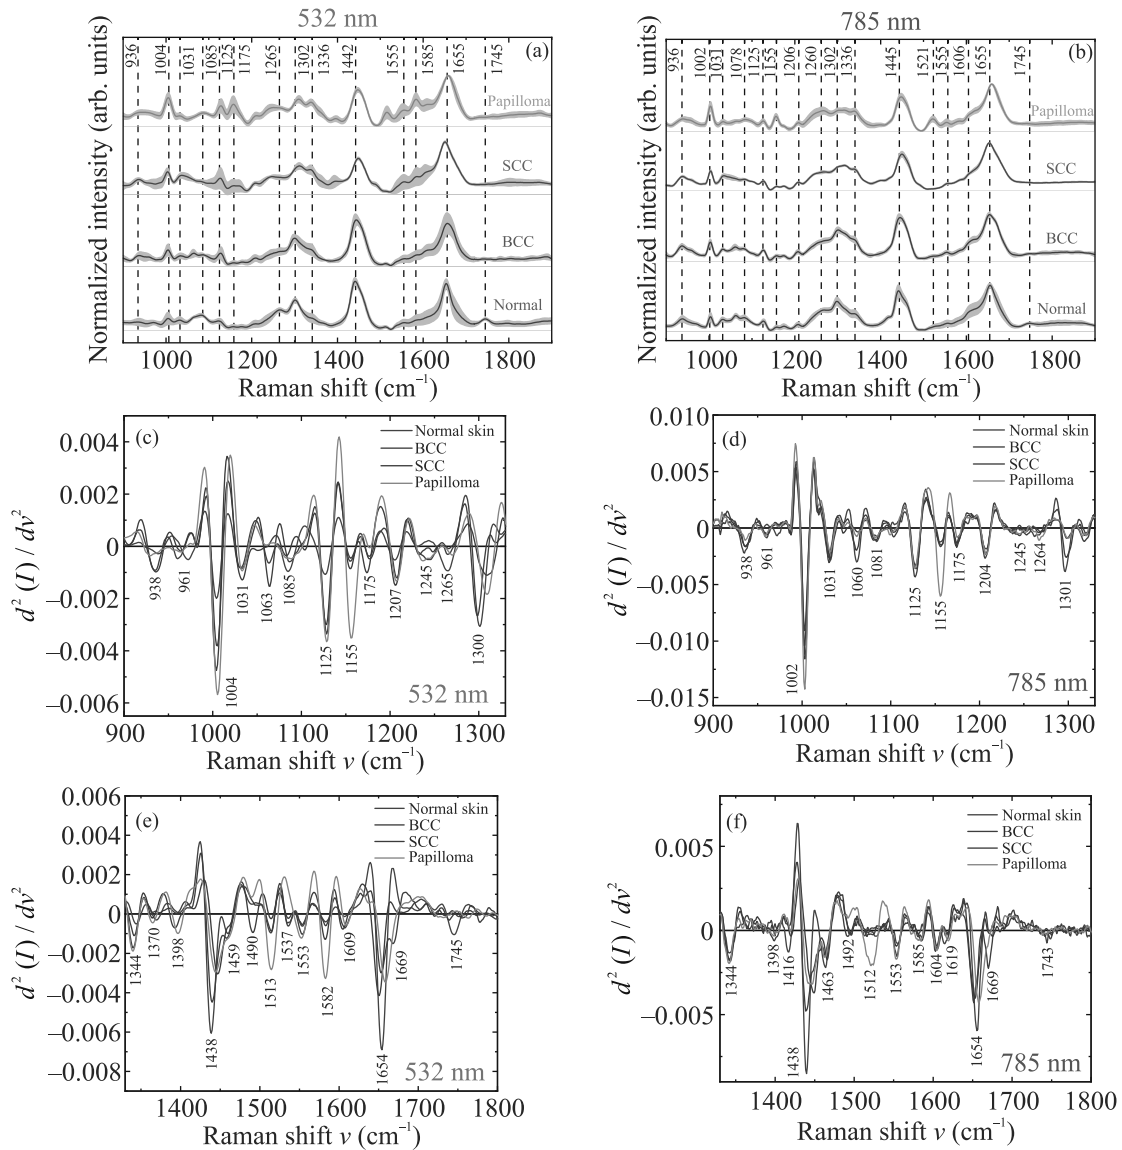 532 nm
785 nm
(a)
936
1004
1031
1085
1125
1175
1265
1302
1336
1442
1555
1585
1655
1745
Papilloma
SCC
BCC
Normal
Normalized intensity (arb. units)
1000 1200 1400 1600 1800
Raman shift (cm⁻¹)
(b)
936
1002
1031
1078
1125
1155
1206
1260
1302
1336
1445
1521
1555
1606
1655
1745
Papilloma
SCC
BCC
Normal
Normalized intensity (arb. units)
1000 1200 1400 1600 1800
Raman shift (cm⁻¹)
(c)
Normal skin
BCC
SCC
Papilloma
0.004
0.002
0
−0.002
−0.004
−0.006
d² (I) / dν²
938
961
1004
1031
1063
1085
1125
1155
1175
1207
1245
1265
1300
532 nm
900 1000 1100 1200 1300
Raman shift ν (cm⁻¹)
(d)
Normal skin
BCC
SCC
Papilloma
0.010
0.005
0
−0.005
−0.010
−0.015
d² (I) / dν²
938
961
1002
1031
1060
1081
1125
1155
1175
1204
1245
1264
1301
785 nm
900 1000 1100 1200 1300
Raman shift ν (cm⁻¹)
(e)
Normal skin
BCC
SCC
Papilloma
0.006
0.004
0.002
0
−0.002
−0.004
−0.006
−0.008
d² (I) / dν²
1344
1370
1398
1438
1459
1490
1513
1537
1553
1582
1609
1654
1669
1745
532 nm
1400 1500 1600 1700 1800
Raman shift ν (cm⁻¹)
(f)
Normal skin
BCC
SCC
Papilloma
0.005
0
−0.005
d² (I) / dν²
1344
1398
1416
1438
1463
1492
1512
1553
1585
1604
1619
1654
1669
1743
785 nm
1400 1500 1600 1700 1800
Raman shift ν (cm⁻¹)